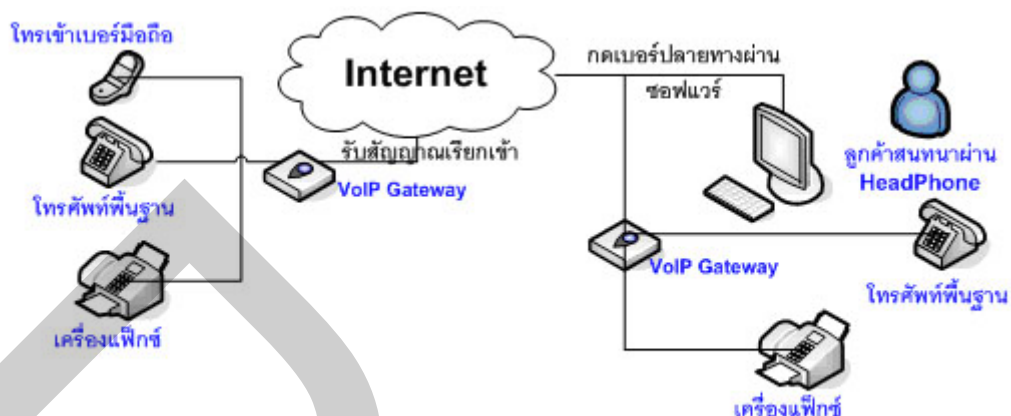 โทรเข้าเบอร์มือถือ
Internet
กดเบอร์ปลายทางผ่าน
ซอฟแวร์
รับสัญญาณเรียกเข้า
VoIP Gateway
โทรศัพท์พื้นฐาน
ลูกค้าสนทนาผ่าน
HeadPhone
VoIP Gateway
โทรศัพท์พื้นฐาน
เครื่องแฟ็กซ์
เครื่องแฟ็กซ์